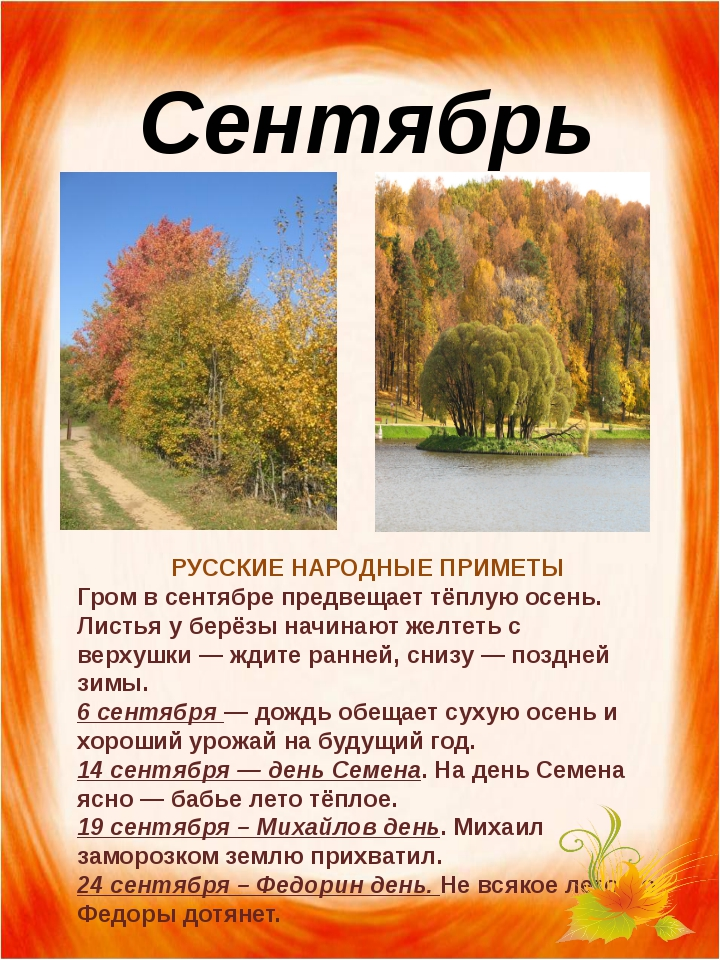 Сентябрь
РУССКИЕ НАРОДНЫЕ ПРИМЕТЫ
Гром в сентябре предвещает тёплую осень.
Листья у берёзы начинают желтеть с
верхушки — ждите ранней, снизу — поздней
зимы.
6 сентября — дождь обещает сухую осень и
хороший урожай на будущий год.
14 сентября — день Семена. На день Семена
ясно — бабье лето тёплое.
19 сентября – Михайлов день. Михаил
заморозком землю прихватил.
24 сентября – Федорин день. Не всякое лето
Федоры дотянет.